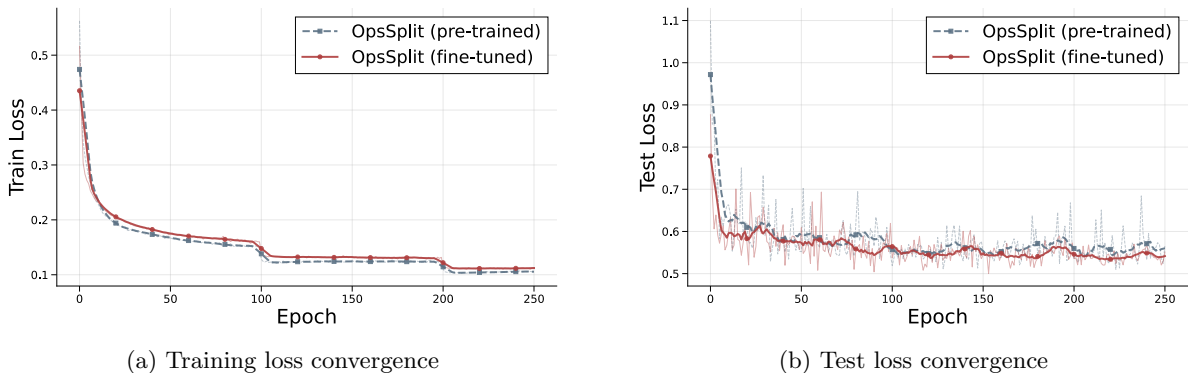 OpsSplit (pre-trained)
OpsSplit (fine-tuned)
Train Loss
0.5
0.4
0.3
0.2
0.1
0
50
100
150
200
250
Epoch
(a) Training loss convergence
OpsSplit (pre-trained)
OpsSplit (fine-tuned)
Test Loss
1.1
1.0
0.9
0.8
0.7
0.6
0.5
0
50
100
150
200
250
Epoch
(b) Test loss convergence